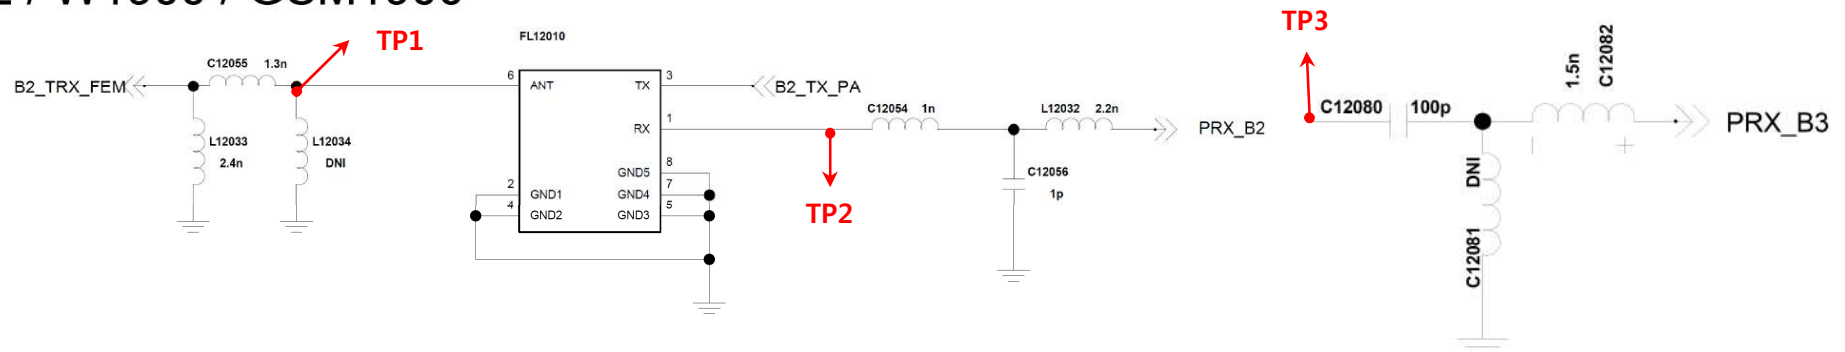 TP1
TP3
FL12010
C12055 1.3n
B2_TRX_FEM
6
ANT
TX
3
B2_TX_PA
C12054 1n
L12032 2.2n
1
RX
PRX_B2
C12080 100p
1.5n
C12082
PRX_B3
L12033
2.4n
L12034
DNI
TP2
C12056
1p
GND5
8
2
GND1
GND4
7
4
GND2
GND3
5
DNI
C12081